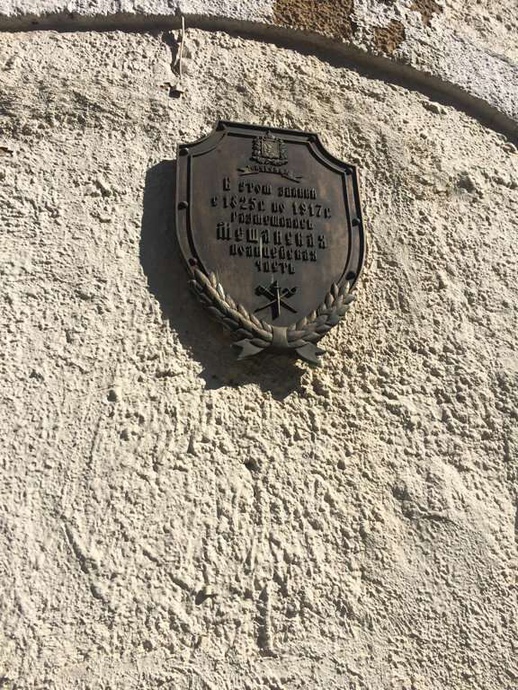 В этом здании
с 1825г. по 1917г.
размещалась
Мещанская
полицейская
часть